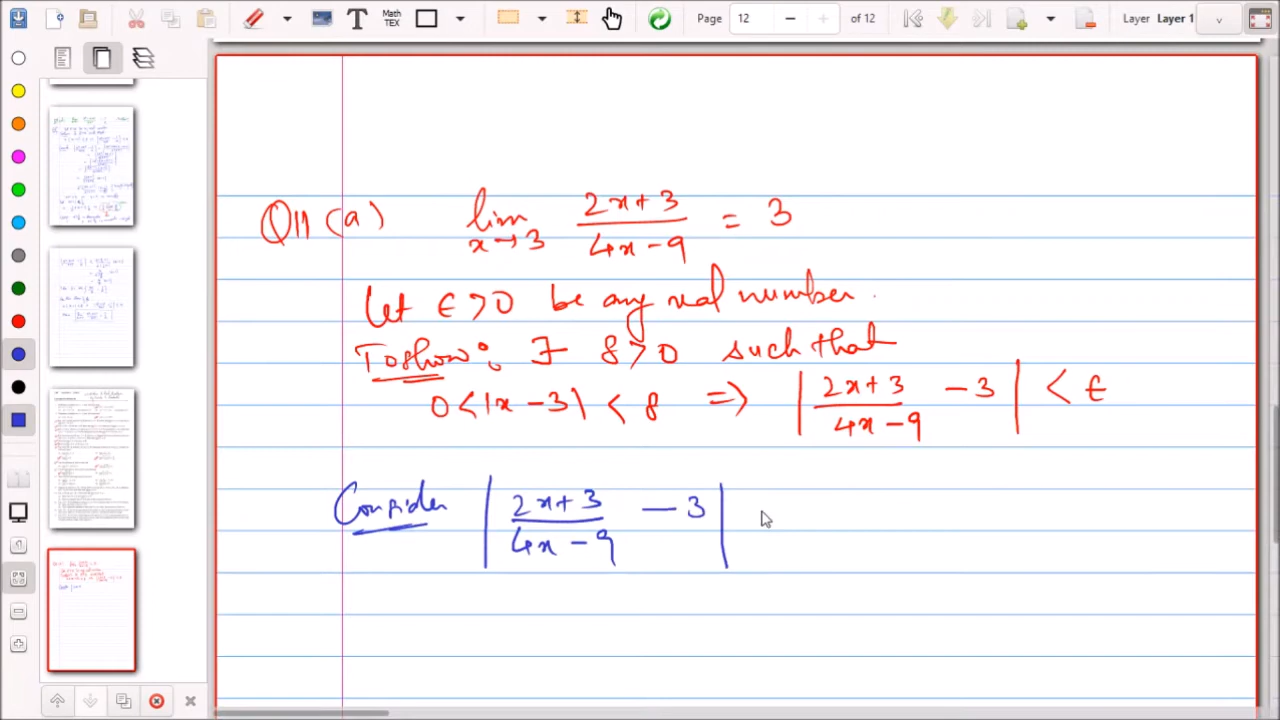 Math
TEX
Page 12 of 12
Layer Layer 1
Q11 (a) lim x→3 (2x+3)/(4x-9) = 3
Let ϵ>0 be any real number.
To show: ∃ δ>0 such that
0<|x-3|<δ => |(2x+3)/(4x-9) - 3| < ϵ
Consider |(2x+3)/(4x-9) - 3|